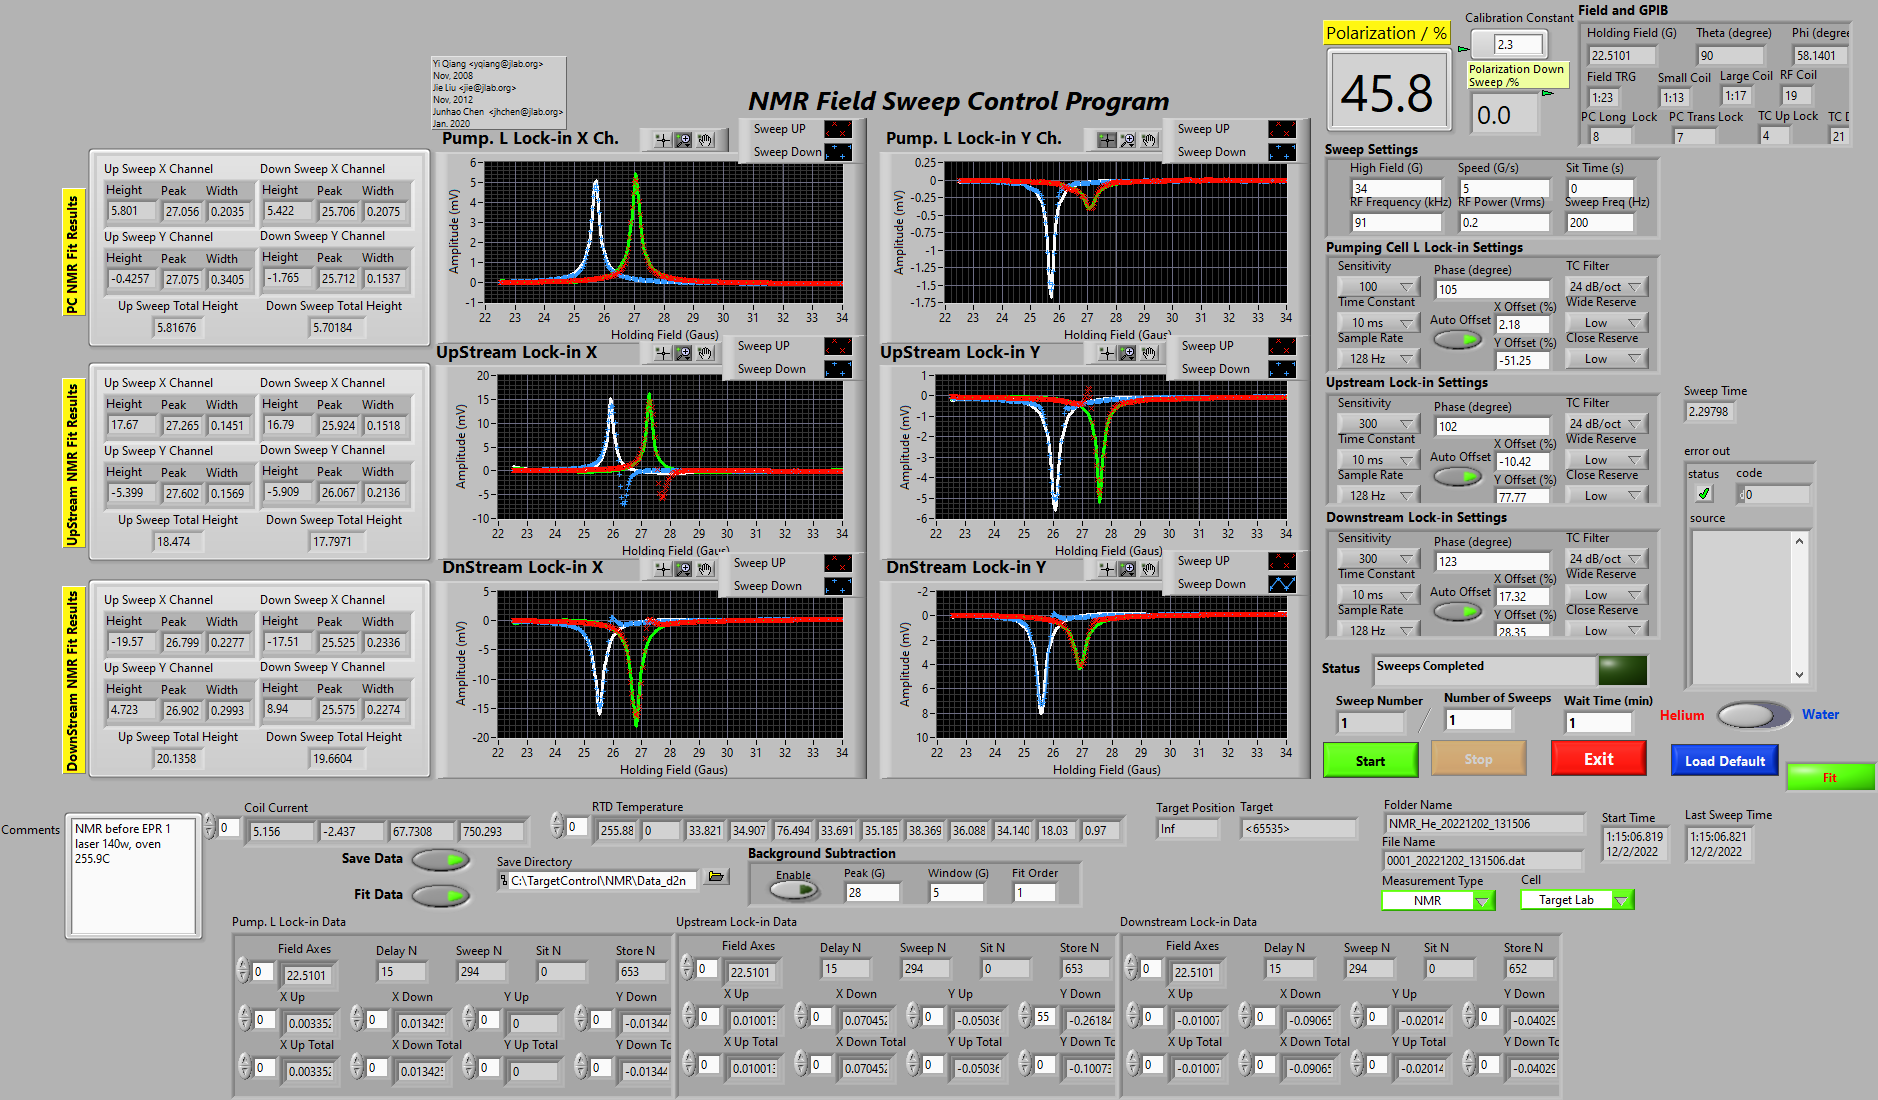 Yi Qiang <yqiang@jlab.org>
Nov, 2008
Jie Liu <jie@jlab.org>
Nov, 2012
Junhao Chen <jhchen@jlab.org>
Jan. 2020
NMR Field Sweep Control Program
Polarization / %
45.8
Calibration Constant
2.3
Polarization Down
Sweep /%
0.0
Field and GPIB
Holding Field (G) Theta (degree) Phi (degree
22.5101 90 58.1401
Field TRG Small Coil Large Coil RF Coil
1:23 1:13 1:17 19
PC Long Lock PC Trans Lock TC Up Lock TC D
8 7 4 21
PC NMR Fit Results
Up Sweep X Channel Down Sweep X Channel
Height Peak Width Height Peak Width
5.801 27.056 0.2035 5.422 25.706 0.2075
Up Sweep Y Channel Down Sweep Y Channel
Height Peak Width Height Peak Width
-0.4257 27.075 0.3405 -1.765 25.712 0.1537
Up Sweep Total Height Down Sweep Total Height
5.81676 5.70184
UpStream NMR Fit Results
Up Sweep X Channel Down Sweep X Channel
Height Peak Width Height Peak Width
17.67 27.265 0.1451 16.79 25.924 0.1518
Up Sweep Y Channel Down Sweep Y Channel
Height Peak Width Height Peak Width
-5.399 27.602 0.1569 -5.909 26.067 0.2136
Up Sweep Total Height Down Sweep Total Height
18.474 17.7971
DownStream NMR Fit Results
Up Sweep X Channel Down Sweep X Channel
Height Peak Width Height Peak Width
-19.57 26.799 0.2277 -17.51 25.525 0.2336
Up Sweep Y Channel Down Sweep Y Channel
Height Peak Width Height Peak Width
4.723 26.902 0.2993 8.94 25.575 0.2274
Up Sweep Total Height Down Sweep Total Height
20.1358 19.6604
Pump. L Lock-in X Ch.
Sweep UP
Sweep Down
Amplitude (mV)
6
5
4
3
2
1
0
-1
22 23 24 25 26 27 28 29 30 31 32 33 34
Holding Field (Gaus)
Pump. L Lock-in Y Ch.
Sweep UP
Sweep Down
Amplitude (mV)
0.25
0
-0.25
-0.5
-0.75
-1
-1.25
-1.5
-1.75
22 23 24 25 26 27 28 29 30 31 32 33 34
Holding Field (Gaus)
UpStream Lock-in X
Sweep UP
Sweep Down
Amplitude (mV)
20
15
10
5
0
-5
-10
22 23 24 25 26 27 28 29 30 31 32 33 34
Holding Field (Gaus)
UpStream Lock-in Y
Sweep UP
Sweep Down
Amplitude (mV)
1
0
-1
-2
-3
-4
-5
-6
22 23 24 25 26 27 28 29 30 31 32 33 34
Holding Field (Gaus)
DnStream Lock-in X
Sweep UP
Sweep Down
Amplitude (mV)
5
0
-5
-10
-15
-20
22 23 24 25 26 27 28 29 30 31 32 33 34
Holding Field (Gaus)
DnStream Lock-in Y
Sweep UP
Sweep Down
Amplitude (mV)
-2
0
2
4
6
8
10
22 23 24 25 26 27 28 29 30 31 32 33 34
Holding Field (Gaus)
Sweep Settings
High Field (G) Speed (G/s) Sit Time (s)
34 5 0
RF Frequency (kHz) RF Power (Vrms) Sweep Freq (Hz)
91 0.2 200
Pumping Cell L Lock-in Settings
Sensitivity Phase (degree) TC Filter
100 105 24 dB/oct
Time Constant X Offset (%) Wide Reserve
10 ms Auto Offset 2.18 Low
Sample Rate Y Offset (%) Close Reserve
128 Hz -51.25 Low
Upstream Lock-in Settings
Sensitivity Phase (degree) TC Filter
300 102 24 dB/oct
Time Constant X Offset (%) Wide Reserve
10 ms Auto Offset -10.42 Low
Sample Rate Y Offset (%) Close Reserve
128 Hz 77.77 Low
Downstream Lock-in Settings
Sensitivity Phase (degree) TC Filter
300 123 24 dB/oct
Time Constant X Offset (%) Wide Reserve
10 ms Auto Offset 17.32 Low
Sample Rate Y Offset (%) Close Reserve
128 Hz 28.35 Low
Sweep Time
2.29798
error out
status code
0
source
Status Sweeps Completed
Sweep Number Number of Sweeps Wait Time (min)
1 / 1 1
Helium Water
Start Stop Exit Load Default Fit
Comments
NMR before EPR 1
laser 140w, oven
255.9C
Coil Current
0 5.156 -2.437 67.7308 750.293
RTD Temperature
0 255.88 0 33.821 34.907 76.494 33.691 35.185 38.369 36.088 34.140 18.03 0.97
Target Position Target
Inf <65535>
Save Data
Fit Data
Save Directory
C:\TargetControl\NMR\Data_d2n
Background Subtraction
Enable Peak (G) Window (G) Fit Order
28 5 1
Folder Name
NMR_He_20221202_131506
File Name
0001_20221202_131506.dat
Measurement Type Cell
NMR Target Lab
Start Time
1:15:06.819
12/2/2022
Last Sweep Time
1:15:06.821
12/2/2022
Pump. L Lock-in Data
Field Axes Delay N Sweep N Sit N Store N
0 22.5101 15 294 0 653
X Up X Down Y Up Y Down
0 0.003352 0 0.013425 0 0 0 -0.01344
X Up Total X Down Total Y Up Total Y Down To
0 0.003352 0 0.013425 0 0 0 -0.01344
Upstream Lock-in Data
Field Axes Delay N Sweep N Sit N Store N
0 22.5101 15 294 0 653
X Up X Down Y Up Y Down
0 0.010013 0 0.070452 0 -0.05036 55 -0.26184
X Up Total X Down Total Y Up Total Y Down To
0 0.010013 0 0.070452 0 -0.05036 0 -0.10073
Downstream Lock-in Data
Field Axes Delay N Sweep N Sit N Store N
0 22.5101 15 294 0 652
X Up X Down Y Up Y Down
0 -0.01007 0 -0.09065 0 -0.02014 0 -0.04029
X Up Total X Down Total Y Up Total Y Down To
0 -0.01007 0 -0.09065 0 -0.02014 0 -0.04029